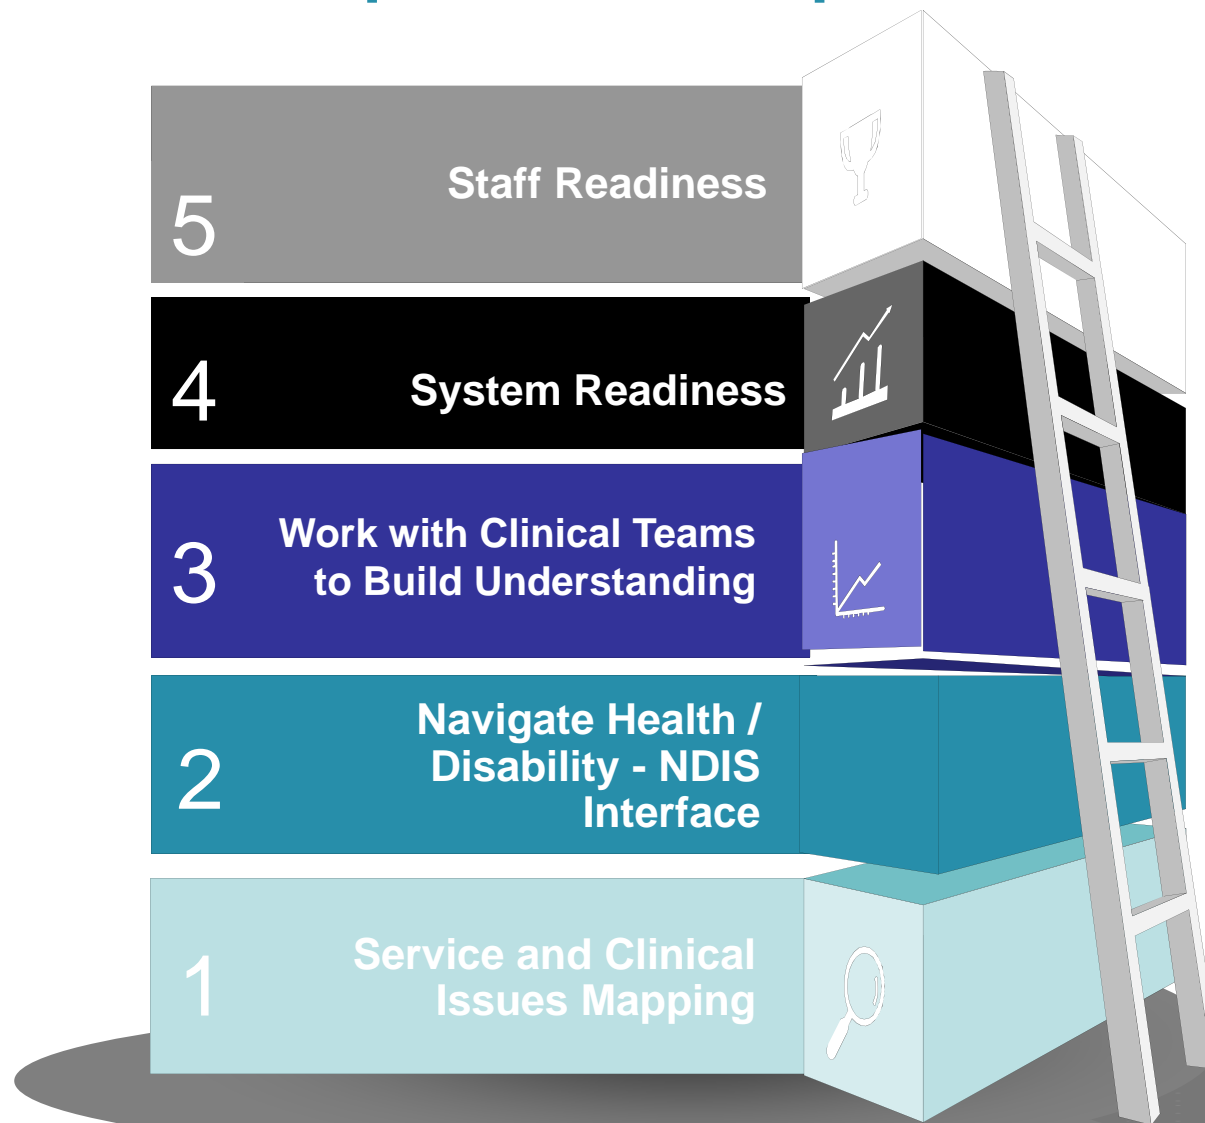 5
Staff Readiness
4
System Readiness
3
Work with Clinical Teams
to Build Understanding
2
Navigate Health /
Disability - NDIS
Interface
1
Service and Clinical
Issues Mapping